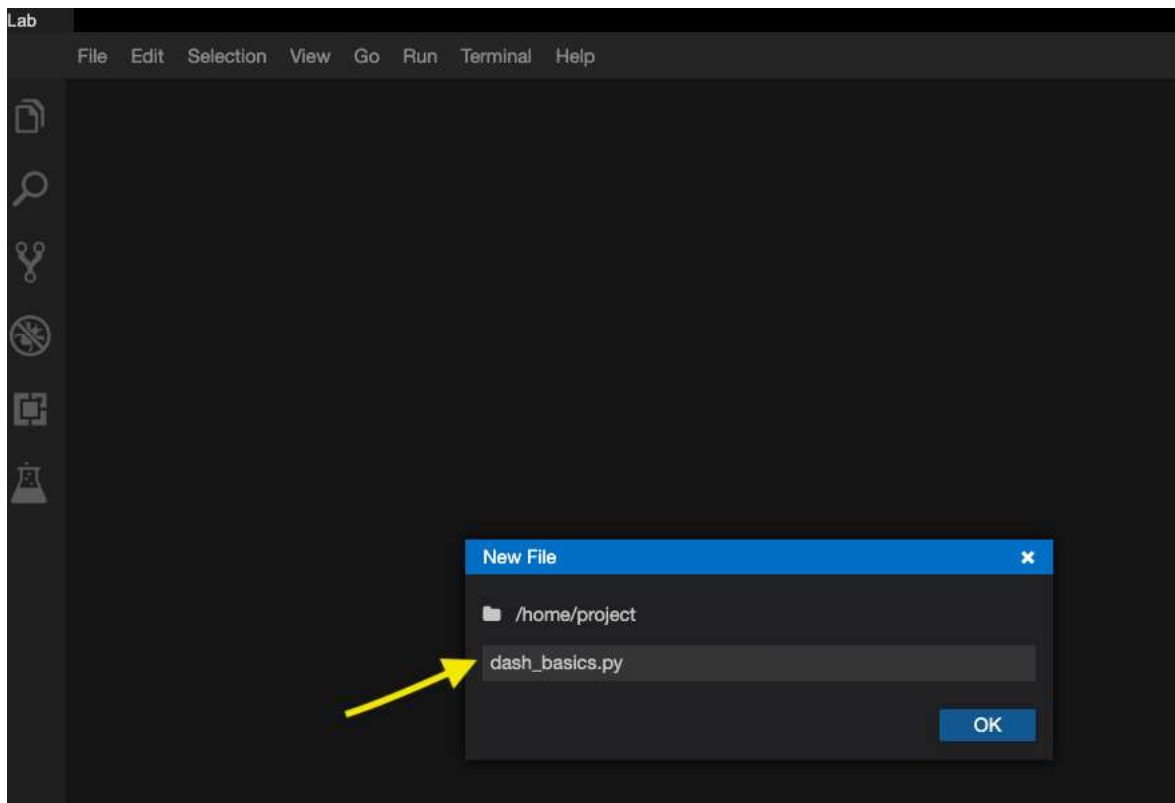 Lab
File Edit Selection View Go Run Terminal Help
New File
/home/project
dash_basics.py
OK